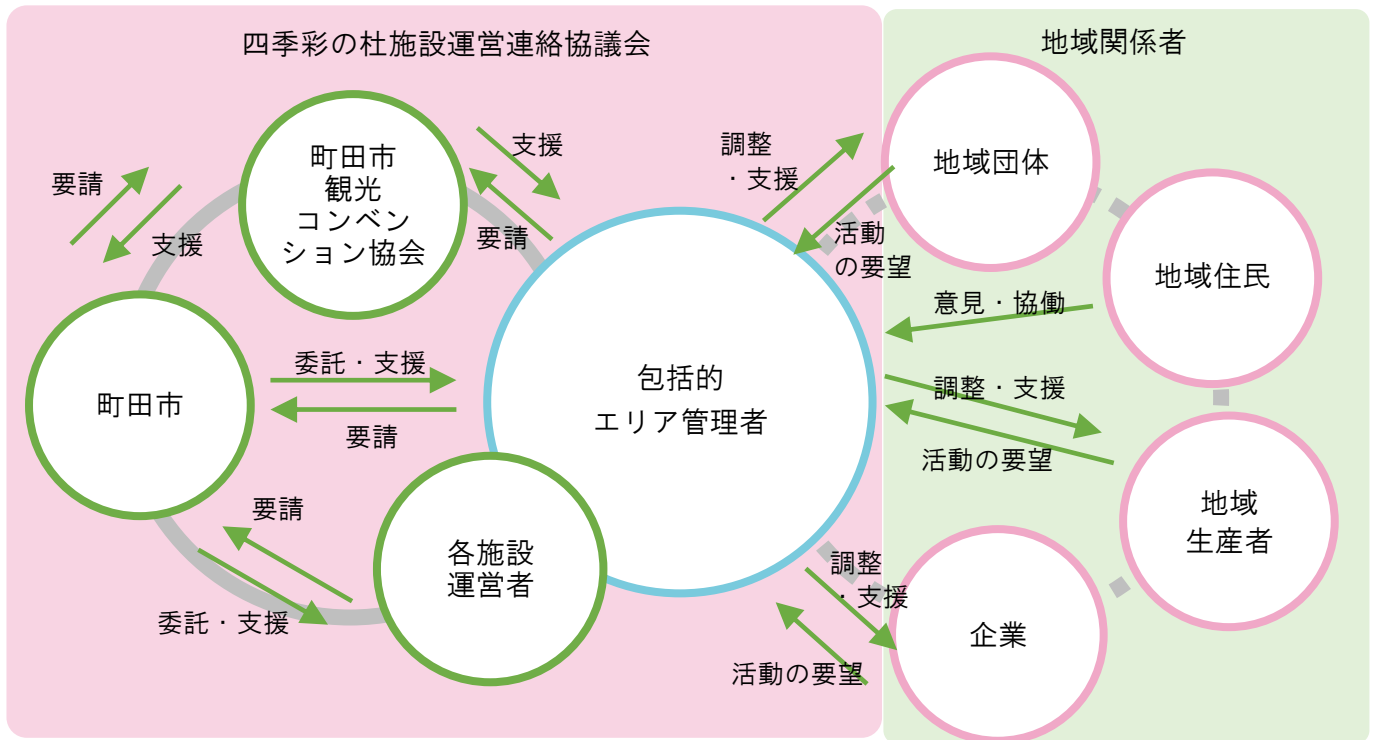 四季彩の杜施設運営連絡協議会
地域関係者
町田市
観光
コンベン
ション協会
要請
支援
支援
要請
町田市
委託・支援
要請
包括的
エリア管理者
要請
委託・支援
各施設
運営者
調整
・支援
活動
の要望
地域団体
地域住民
意見・協働
調整・支援
活動の要望
地域
生産者
調整
・支援
活動の要望
企業